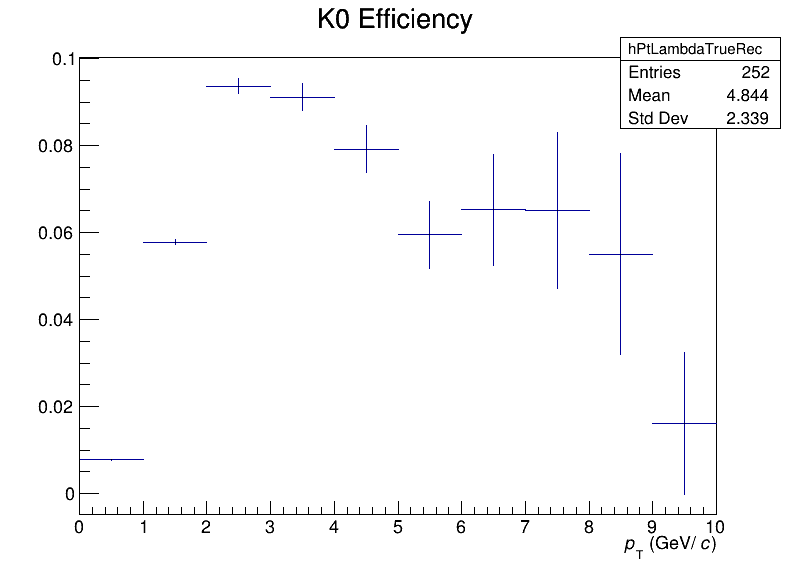 K0 Efficiency
hPtLambdaTrueRec
Entries 252
Mean 4.844
Std Dev 2.339
0.1
0.08
0.06
0.04
0.02
0
0 1 2 3 4 5 6 7 8 9 10
p_T (GeV/c)